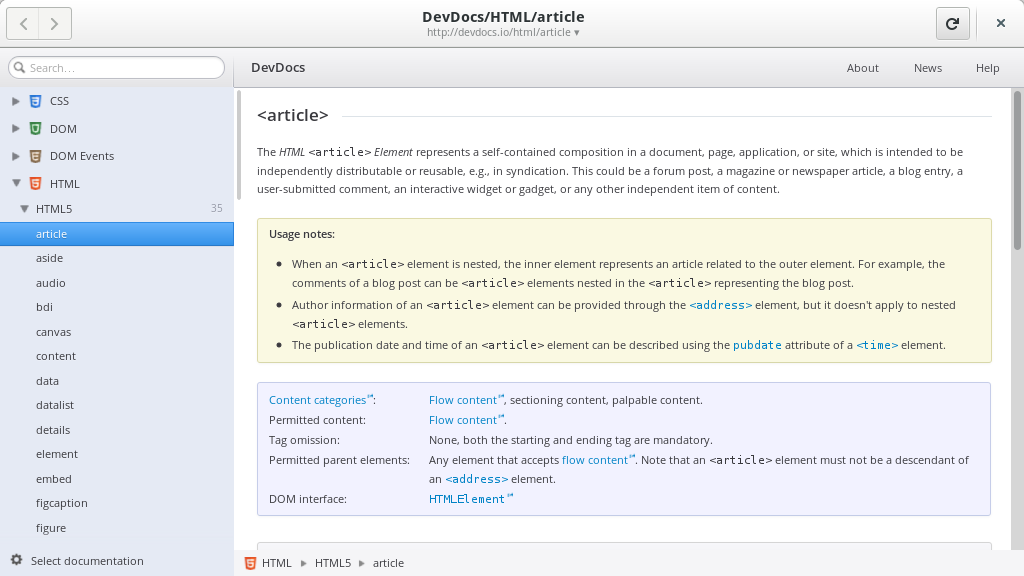 DevDocs/HTML/article
http://devdocs.io/html/article ▾
Search...
DevDocs
About
News
Help
CSS
DOM
DOM Events
HTML
HTML5 35
article
aside
audio
bdi
canvas
content
data
datalist
details
element
embed
figcaption
figure
Select documentation
<article>
The HTML <article> Element represents a self-contained composition in a document, page, application, or site, which is intended to be
independently distributable or reusable, e.g., in syndication. This could be a forum post, a magazine or newspaper article, a blog entry, a
user-submitted comment, an interactive widget or gadget, or any other independent item of content.
Usage notes:
• When an <article> element is nested, the inner element represents an article related to the outer element. For example, the
comments of a blog post can be <article> elements nested in the <article> representing the blog post.
• Author information of an <article> element can be provided through the <address> element, but it doesn't apply to nested
<article> elements.
• The publication date and time of an <article> element can be described using the pubdate attribute of a <time> element.
Content categories: Flow content, sectioning content, palpable content.
Permitted content: Flow content.
Tag omission: None, both the starting and ending tag are mandatory.
Permitted parent elements: Any element that accepts flow content. Note that an <article> element must not be a descendant of
an <address> element.
DOM interface: HTMLElement
HTML ▸ HTML5 ▸ article